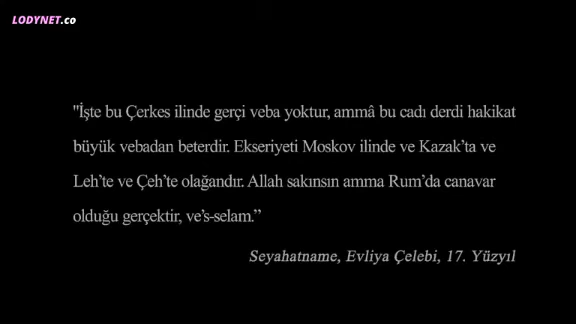 LODYNET.co
"İşte bu Çerkes ilinde gerçi veba yoktur, ammâ bu cadı derdi hakikat
büyük vebadan beterdir. Ekseriyeti Moskov ilinde ve Kazak’ta ve
Leh’te ve Çeh’te olağandır. Allah sakınsın amma Rum’da canavar
olduğu gerçektir, ve’s-selam.”
Seyahatname, Evliya Çelebi, 17. Yüzyıl